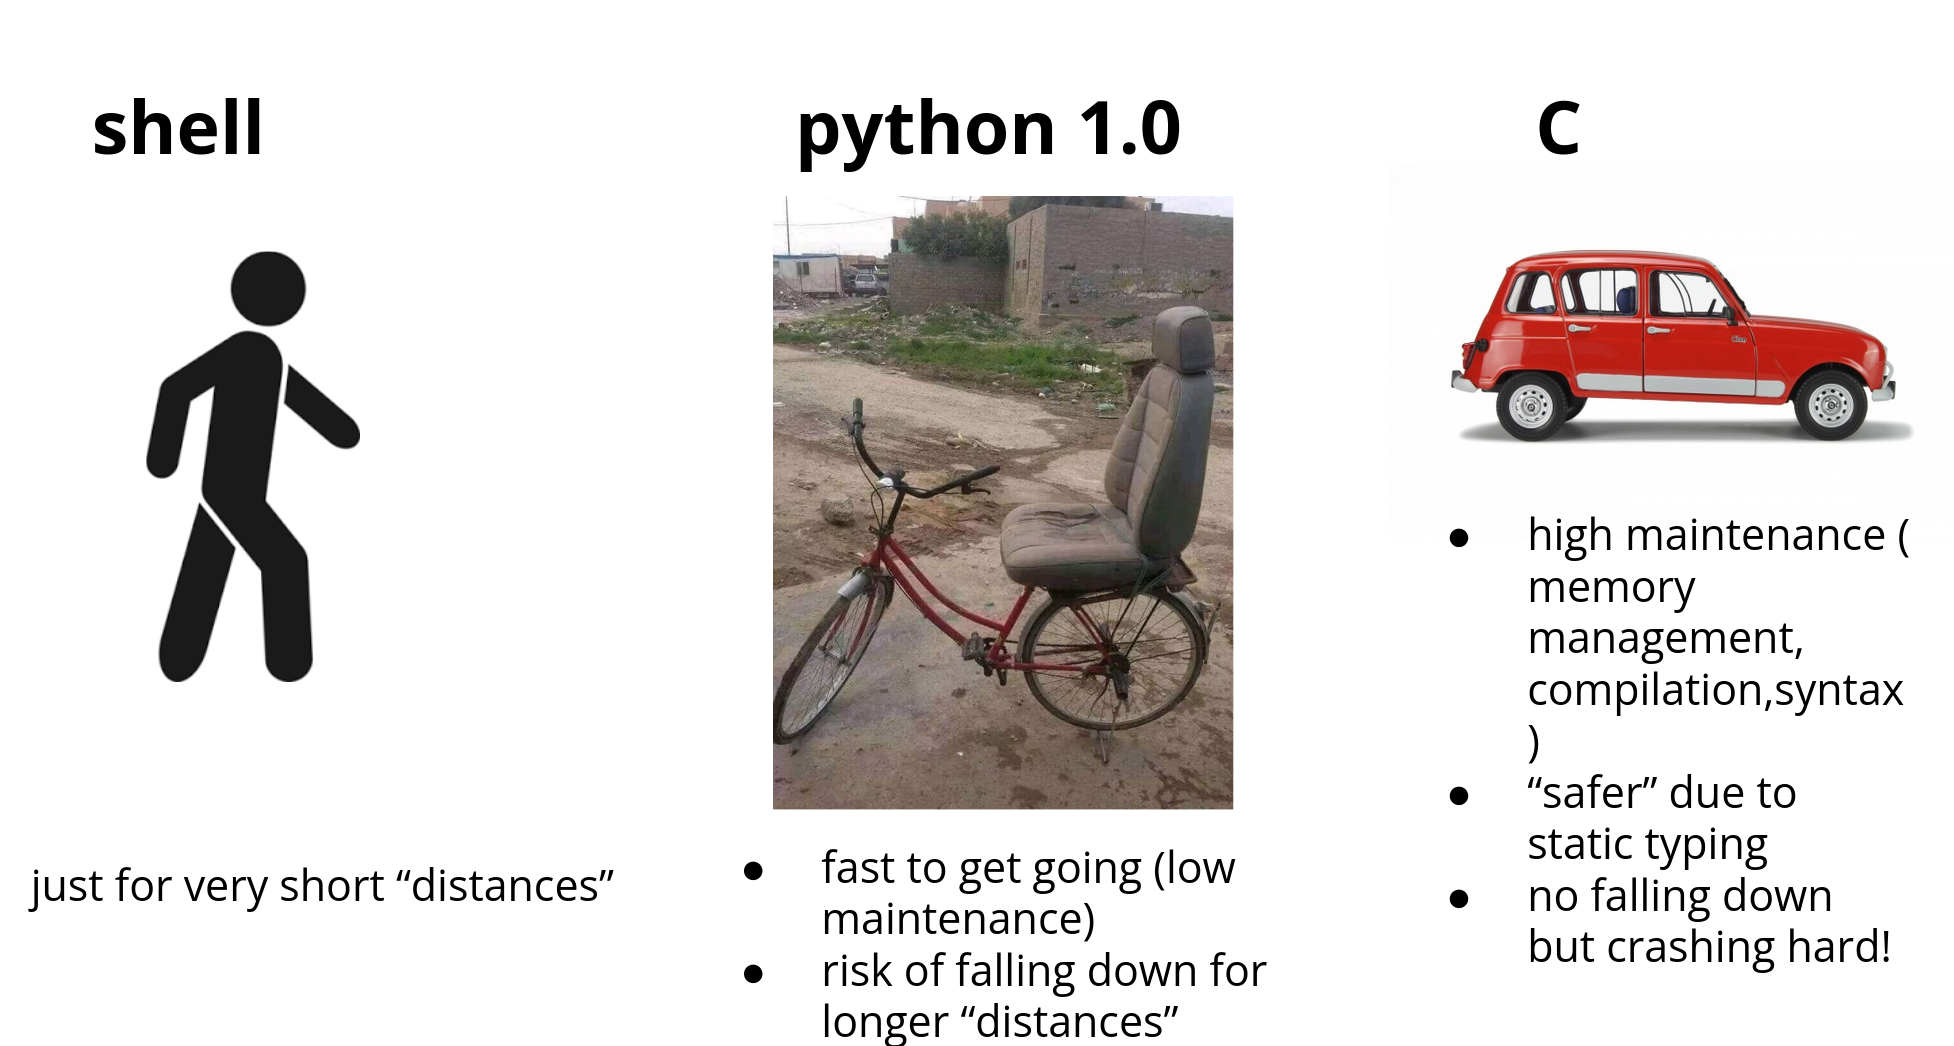 shell
just for very short “distances”
python 1.0
● fast to get going (low
maintenance)
● risk of falling down for
longer “distances”
C
● high maintenance (
memory
management,
compilation,syntax
)
● “safer” due to
static typing
● no falling down
but crashing hard!